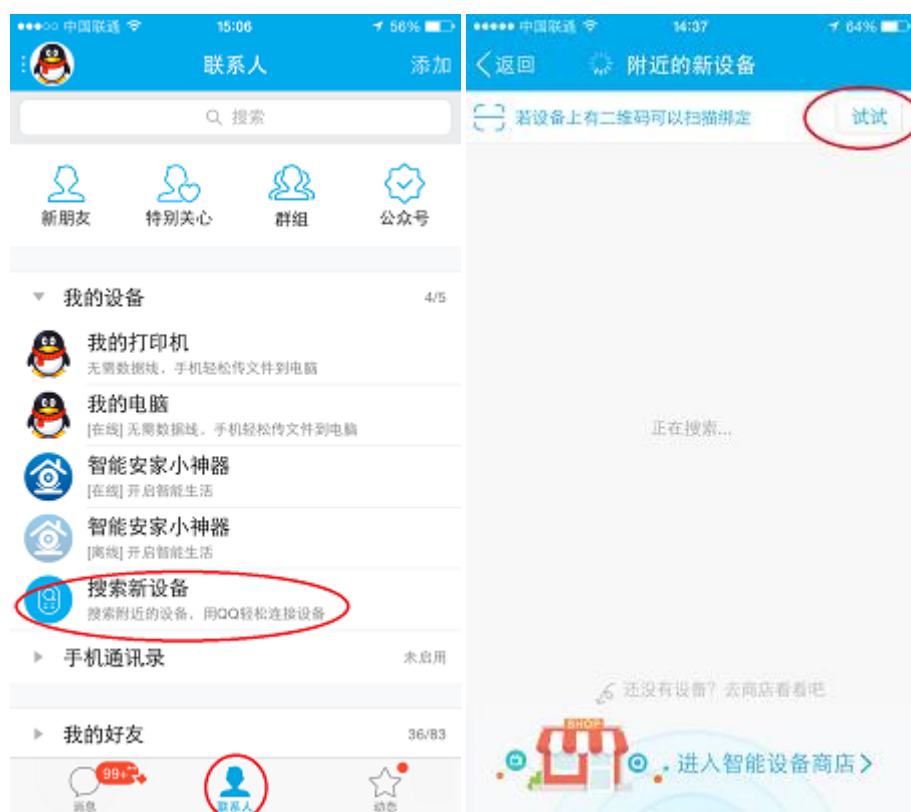 中国联通 15:06 56%
联系人 添加
搜索
新朋友 特别关心 群组 公众号
我的设备 4/5
我的打印机
无需数据线，手机轻松传文件到电脑
我的电脑
[在线] 无需数据线，手机轻松传文件到电脑
智能安家小神器
[在线] 开启智能生活
智能安家小神器
[离线] 开启智能生活
搜索新设备
搜索附近的设备，用QQ轻松连接设备
手机通讯录 未启用
我的好友 36/83
99+
消息 联系人 动态
中国联通 14:37 64%
返回 附近的新设备
若设备上有二维码可以扫描绑定 试试
正在搜索...
还没有设备？去商店看看吧
SHOP
进入智能设备商店